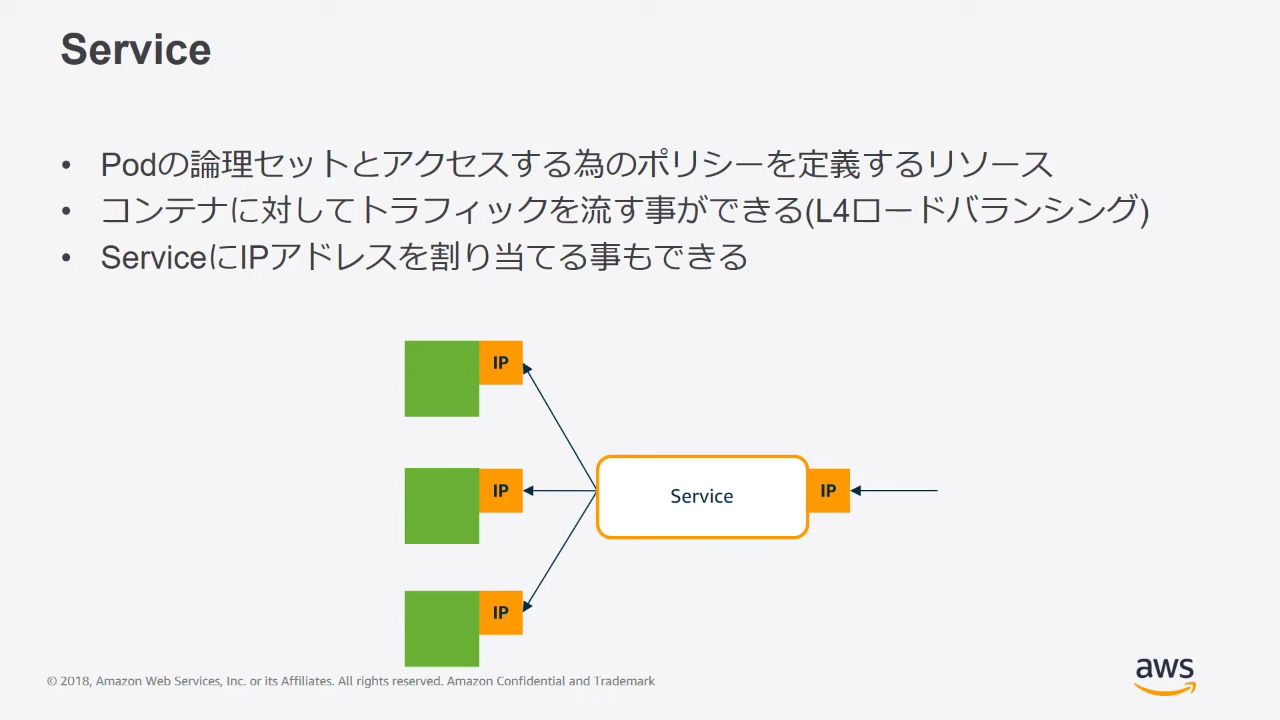 Service
• Podの論理セットとアクセスする為のポリシーを定義するリソース
• コンテナに対してトラフィックを流す事ができる(L4ロードバランシング)
• ServiceにIPアドレスを割り当てる事もできる
IP
IP
Service
IP
IP
© 2018, Amazon Web Services, Inc. or its Affiliates. All rights reserved. Amazon Confidential and Trademark
aws